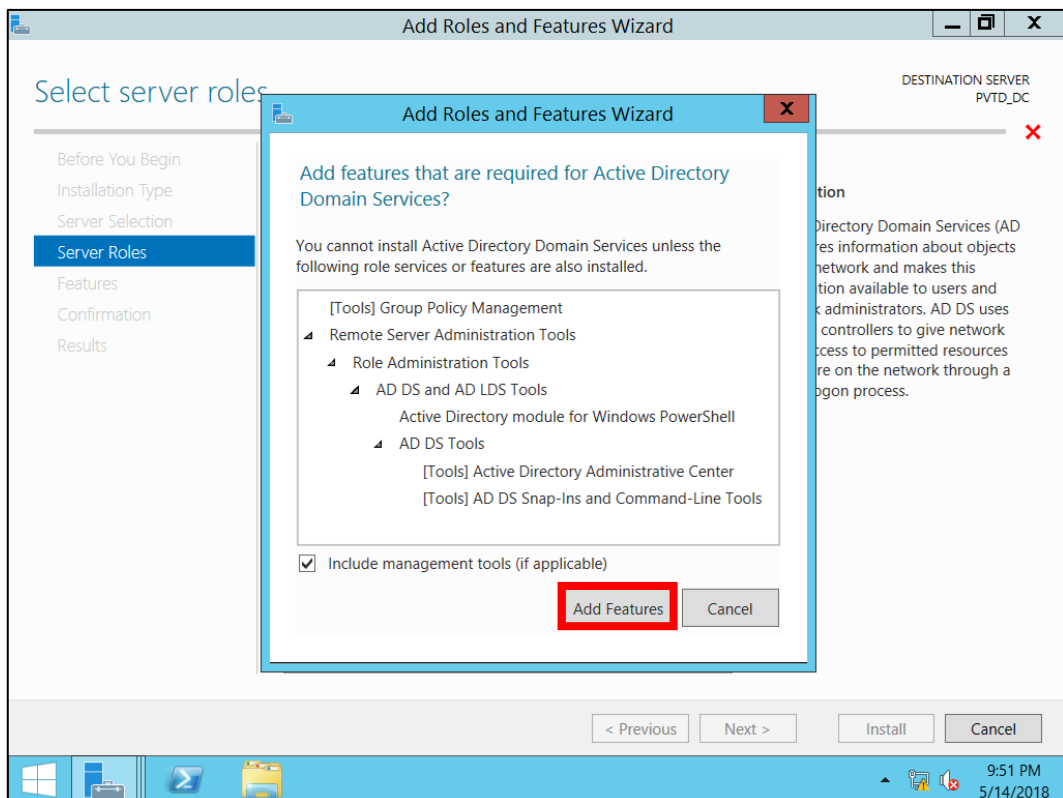 Add Roles and Features Wizard
Select server roles
DESTINATION SERVER
PVTD_DC
Before You Begin
Installation Type
Server Selection
Server Roles
Features
Confirmation
Results
Add Roles and Features Wizard
X
Add features that are required for Active Directory
Domain Services?
You cannot install Active Directory Domain Services unless the
following role services or features are also installed.
[Tools] Group Policy Management
Remote Server Administration Tools
Role Administration Tools
AD DS and AD LDS Tools
Active Directory module for Windows PowerShell
AD DS Tools
[Tools] Active Directory Administrative Center
[Tools] AD DS Snap-Ins and Command-Line Tools
Include management tools (if applicable)
Add Features Cancel
tion
Directory Domain Services (AD
res information about objects
network and makes this
tion available to users and
k administrators. AD DS uses
controllers to give network
ccess to permitted resources
re on the network through a
ogon process.
< Previous Next > Install Cancel
9:51 PM
5/14/2018